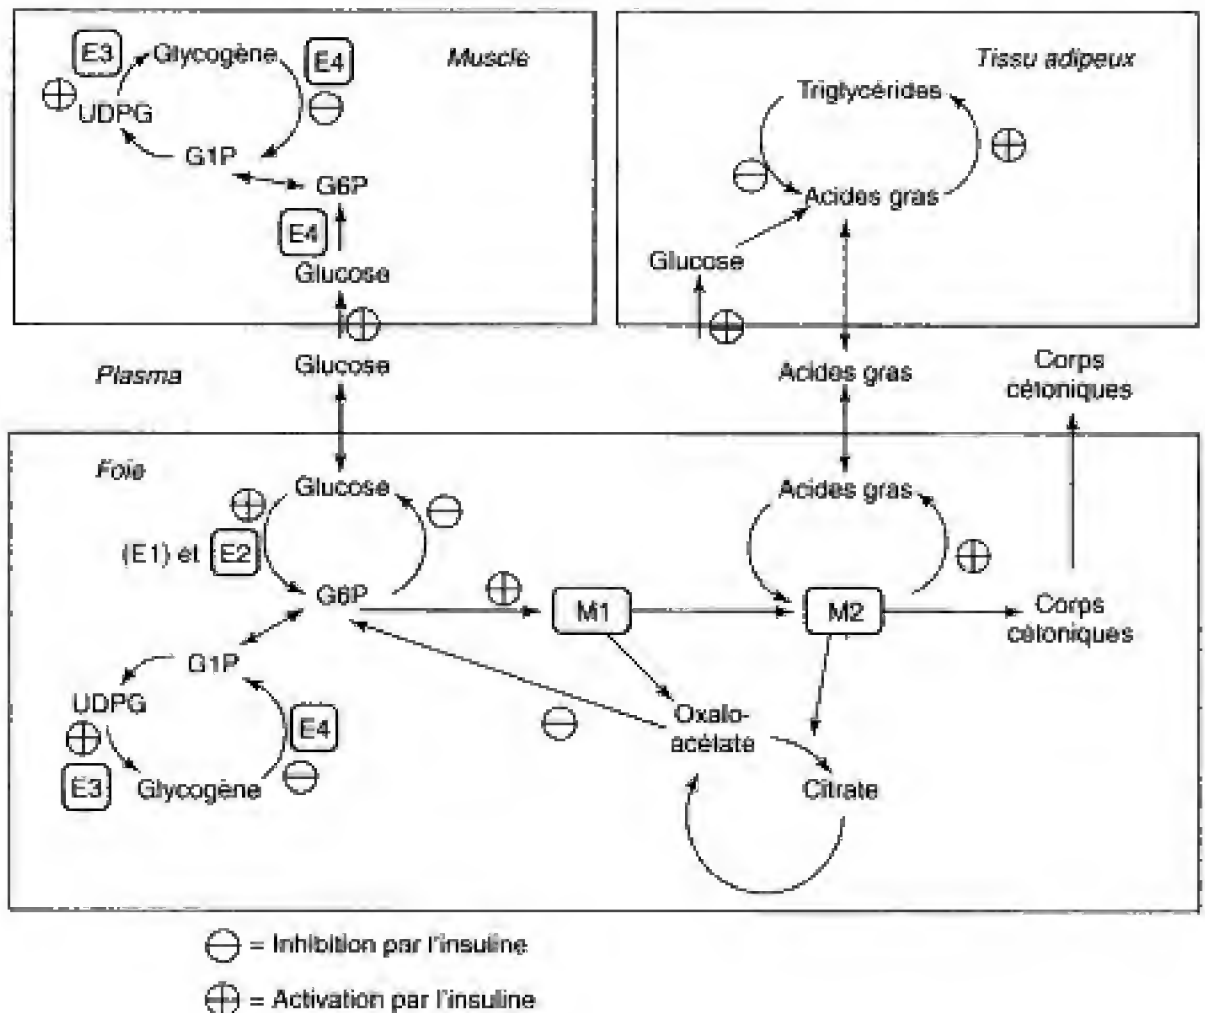 Muscle
E3
Glycogène
E4
UDPG
G1P
G6P
E4
Glucose
Tissu adipeux
Triglycérides
Acides gras
Glucose
Plasma
Glucose
Acides gras
Corps
cétoniques
Foie
Glucose
Acides gras
(E1) et E2
G6P
M1
M2
Corps
cétoniques
G1P
UDPG
E4
E3
Glycogène
Oxalo-
acétate
Citrate
⊖ = Inhibition par l'insuline
⊕ = Activation par l'insuline